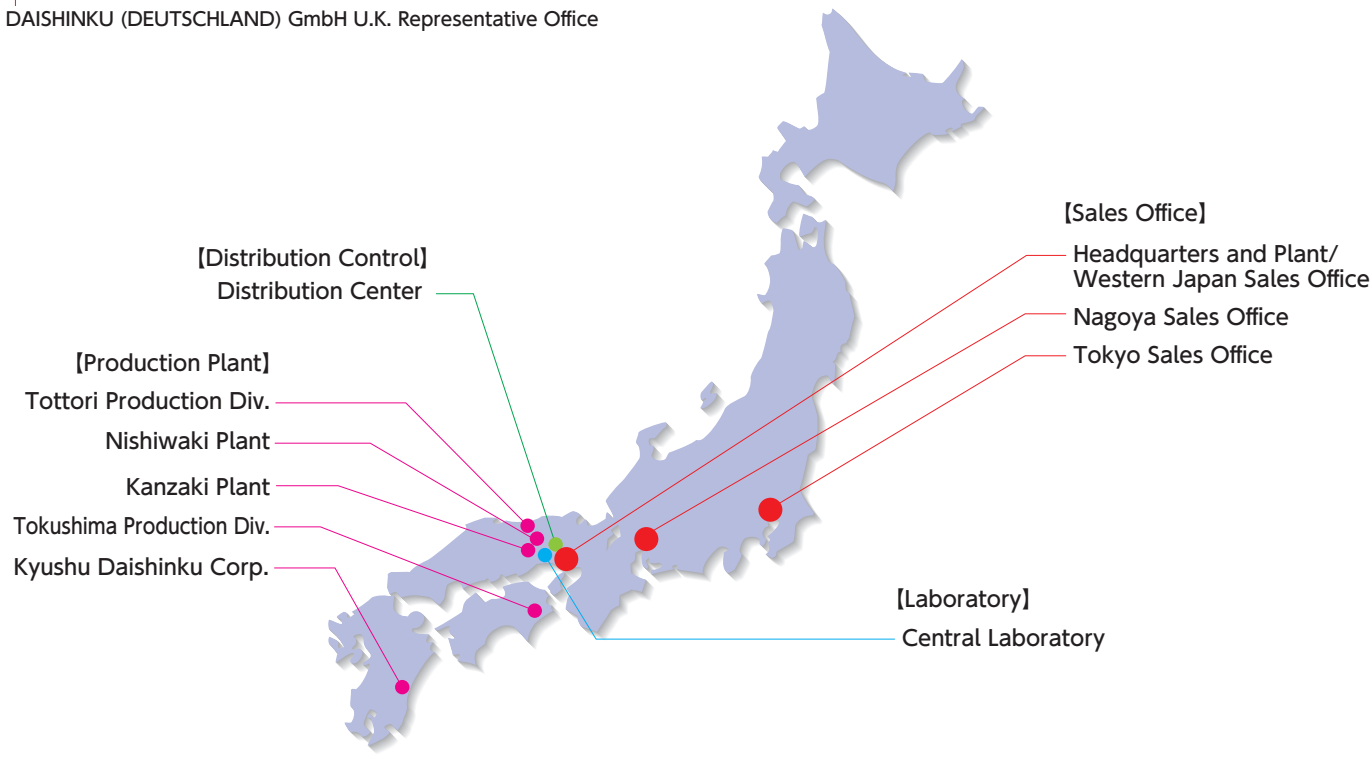 DAISHINKU (DEUTSCHLAND) GmbH U.K. Representative Office
【Sales Office】
Headquarters and Plant/
Western Japan Sales Office
Nagoya Sales Office
Tokyo Sales Office
【Distribution Control】
Distribution Center
【Production Plant】
Tottori Production Div.
Nishiwaki Plant
Kanzaki Plant
Tokushima Production Div.
Kyushu Daishinku Corp.
【Laboratory】
Central Laboratory